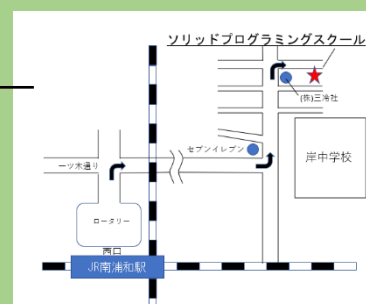 ソリッドプログラミングスクール
(株)三冷社
セブンイレブン
岸中学校
一ツ木通り
ロータリー
西口
JR南浦和駅